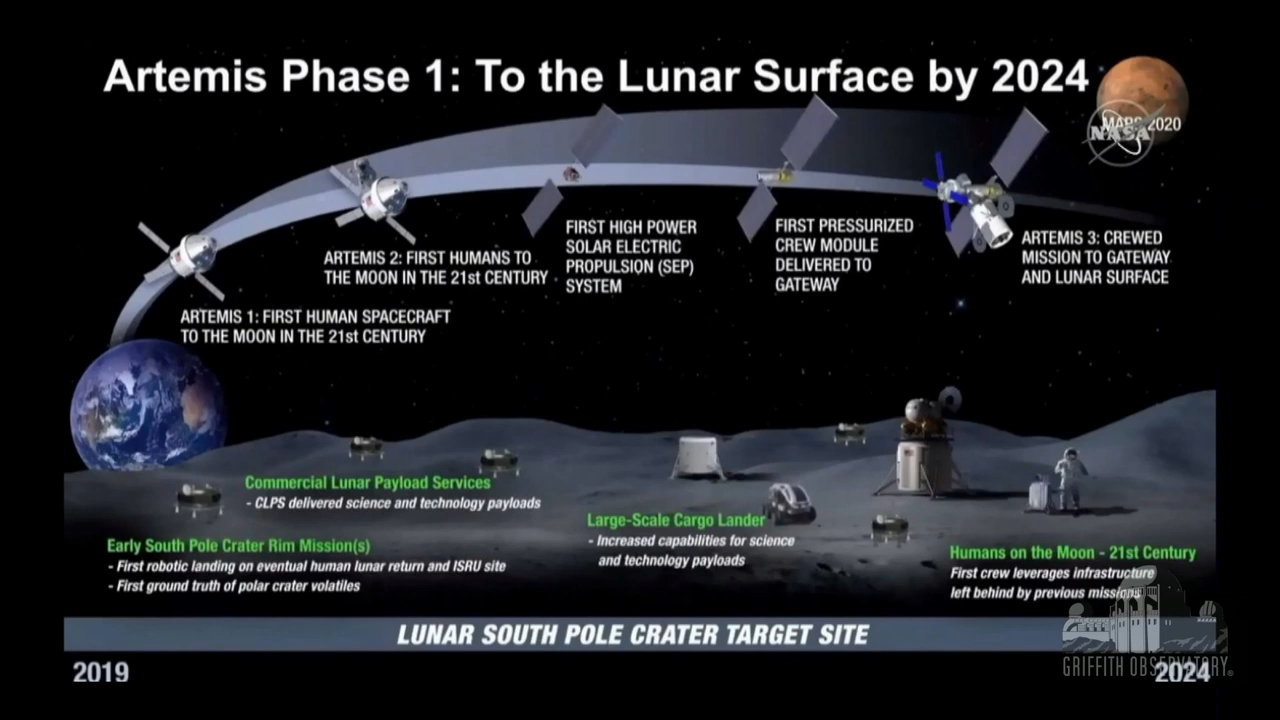 Artemis Phase 1: To the Lunar Surface by 2024
MARS 2020
NASA
FIRST HIGH POWER
SOLAR ELECTRIC
PROPULSION (SEP)
SYSTEM
FIRST PRESSURIZED
CREW MODULE
DELIVERED TO
GATEWAY
ARTEMIS 3: CREWED
MISSION TO GATEWAY
AND LUNAR SURFACE
ARTEMIS 2: FIRST HUMANS TO
THE MOON IN THE 21st CENTURY
ARTEMIS 1: FIRST HUMAN SPACECRAFT
TO THE MOON IN THE 21st CENTURY
Commercial Lunar Payload Services
- CLPS delivered science and technology payloads
Early South Pole Crater Rim Mission(s)
- First robotic landing on eventual human lunar return and ISRU site
- First ground truth of polar crater volatiles
Large-Scale Cargo Lander
- Increased capabilities for science
and technology payloads
Humans on the Moon - 21st Century
First crew leverages infrastructure
left behind by previous missions
LUNAR SOUTH POLE CRATER TARGET SITE
GRIFFITH OBSERVATORY®
2019
2024